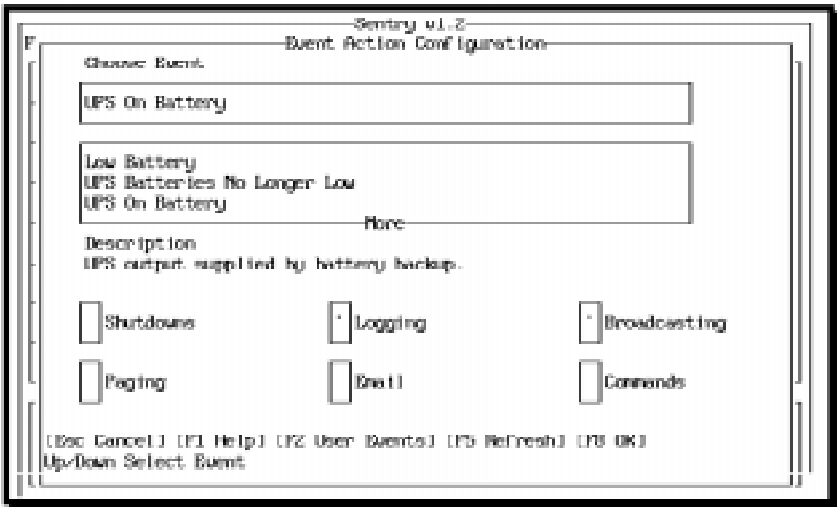 Sentry v1.2
Event Action Configuration
F
Choose Event
UPS On Battery
Low Battery
UPS Batteries No Longer Low
UPS On Battery
More
Description
UPS output supplied by battery backup.
Shutdowns * Logging * Broadcasting
Paging Email Commands
[Esc Cancel] [F1 Help] [F2 User Events] [F5 Refresh] [F8 OK]
Up/Down Select Event